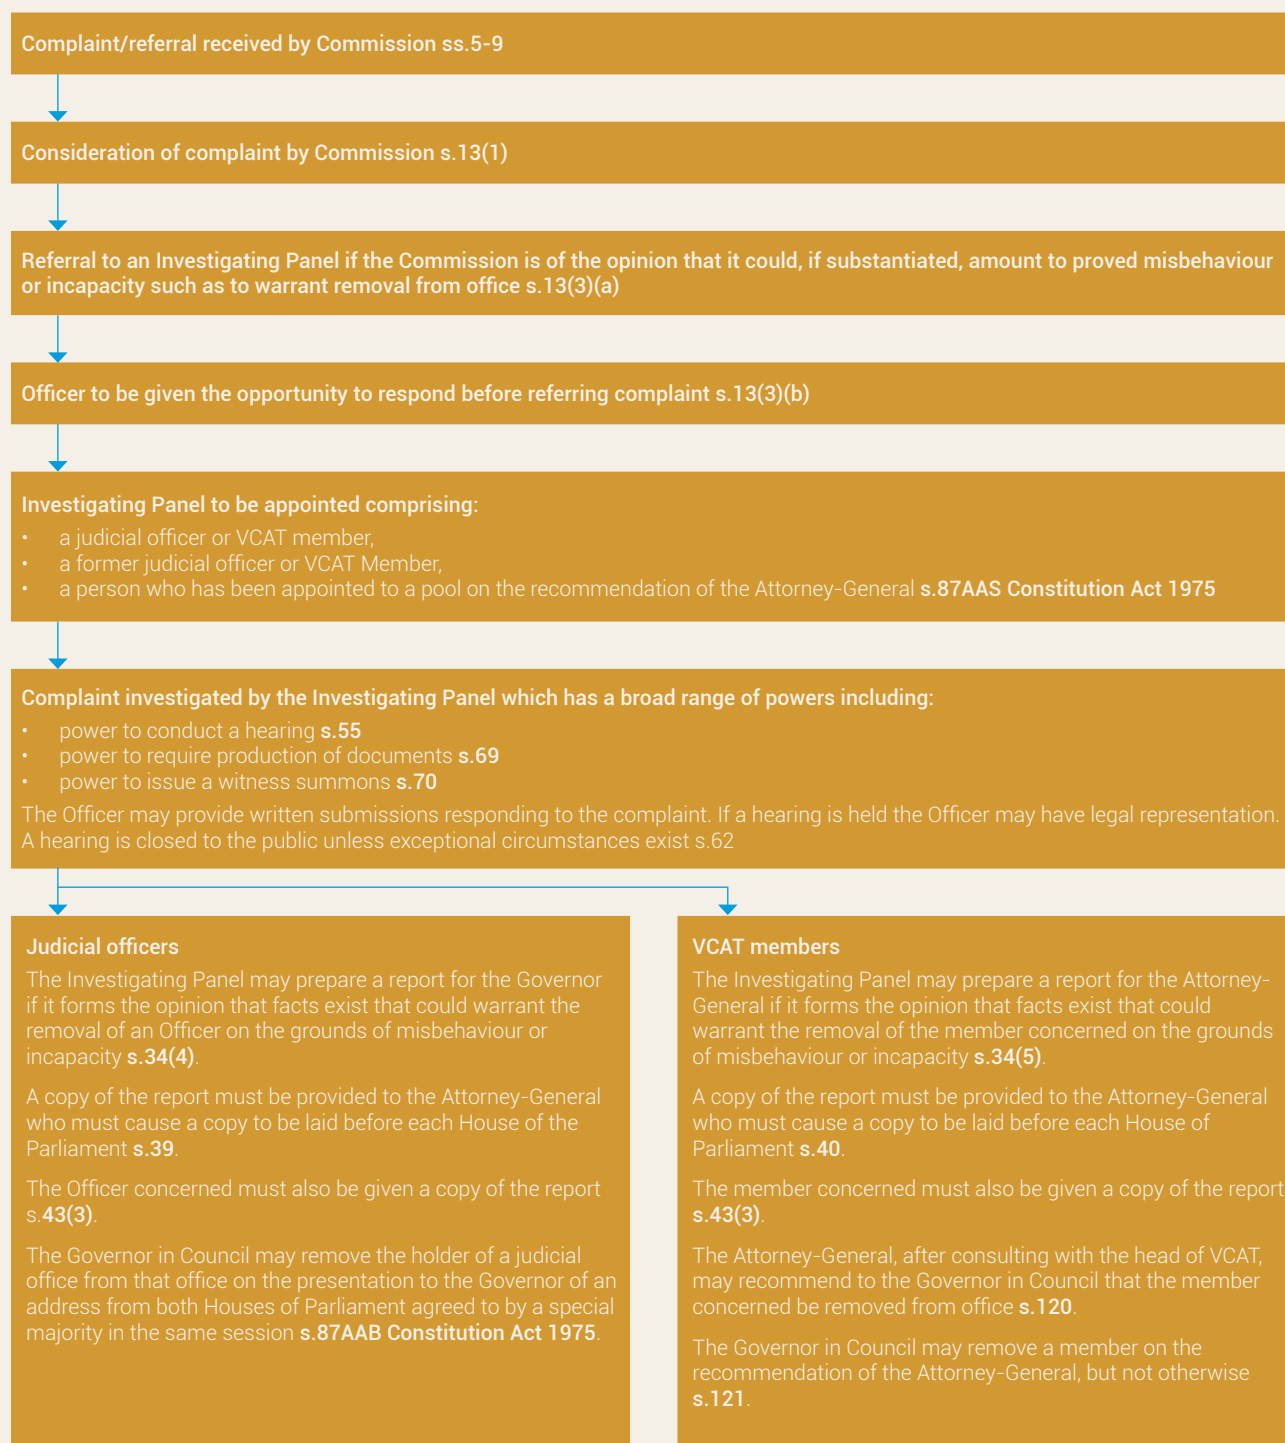 Complaint/referral received by Commission ss.5-9
Consideration of complaint by Commission s.13(1)
Referral to an Investigating Panel if the Commission is of the opinion that it could, if substantiated, amount to proved misbehaviour
or incapacity such as to warrant removal from office s.13(3)(a)
Officer to be given the opportunity to respond before referring complaint s.13(3)(b)
Investigating Panel to be appointed comprising:
• a judicial officer or VCAT member,
• a former judicial officer or VCAT Member,
• a person who has been appointed to a pool on the recommendation of the Attorney-General s.87AAS Constitution Act 1975
Complaint investigated by the Investigating Panel which has a broad range of powers including:
• power to conduct a hearing s.55
• power to require production of documents s.69
• power to issue a witness summons s.70
The Officer may provide written submissions responding to the complaint. If a hearing is held the Officer may have legal representation.
A hearing is closed to the public unless exceptional circumstances exist s.62
Judicial officers
The Investigating Panel may prepare a report for the Governor
if it forms the opinion that facts exist that could warrant the
removal of an Officer on the grounds of misbehaviour or
incapacity s.34(4).
A copy of the report must be provided to the Attorney-General
who must cause a copy to be laid before each House of the
Parliament s.39.
The Officer concerned must also be given a copy of the report
s.43(3).
The Governor in Council may remove the holder of a judicial
office from that office on the presentation to the Governor of an
address from both Houses of Parliament agreed to by a special
majority in the same session s.87AAB Constitution Act 1975.
VCAT members
The Investigating Panel may prepare a report for the Attorney-
General if it forms the opinion that facts exist that could
warrant the removal of the member concerned on the grounds
of misbehaviour or incapacity s.34(5).
A copy of the report must be provided to the Attorney-General
who must cause a copy to be laid before each House of
Parliament s.40.
The member concerned must also be given a copy of the report
s.43(3).
The Attorney-General, after consulting with the head of VCAT,
may recommend to the Governor in Council that the member
concerned be removed from office s.120.
The Governor in Council may remove a member on the
recommendation of the Attorney-General, but not otherwise
s.121.